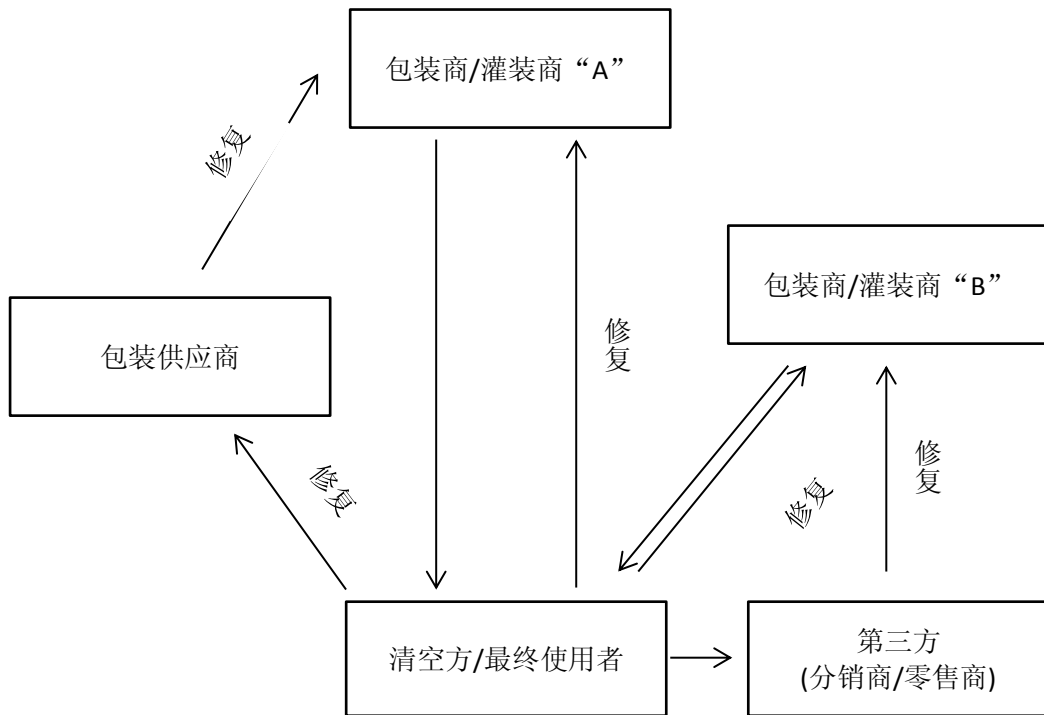 包装商/灌装商“A”
修复
包装商/灌装商“B”
包装供应商
修复
修复
修复
修复
清空方/最终使用者
第三方
(分销商/零售商)